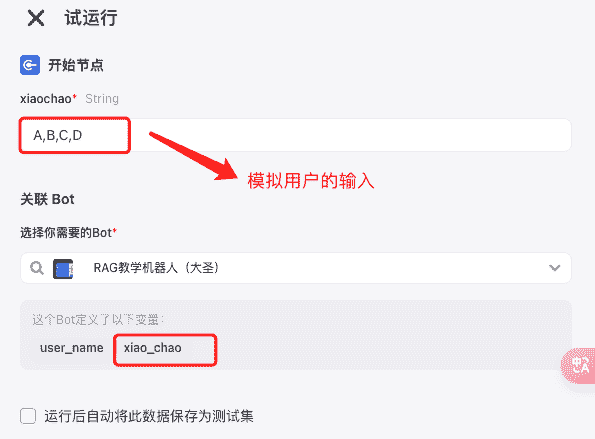 试运行
开始节点
xiaochao* String
A,B,C,D
模拟用户的输入
关联 Bot
选择你需要的Bot*
RAG教学机器人（大圣）
这个Bot定义了以下变量：
user_name xiao_chao
运行后自动将此数据保存为测试集